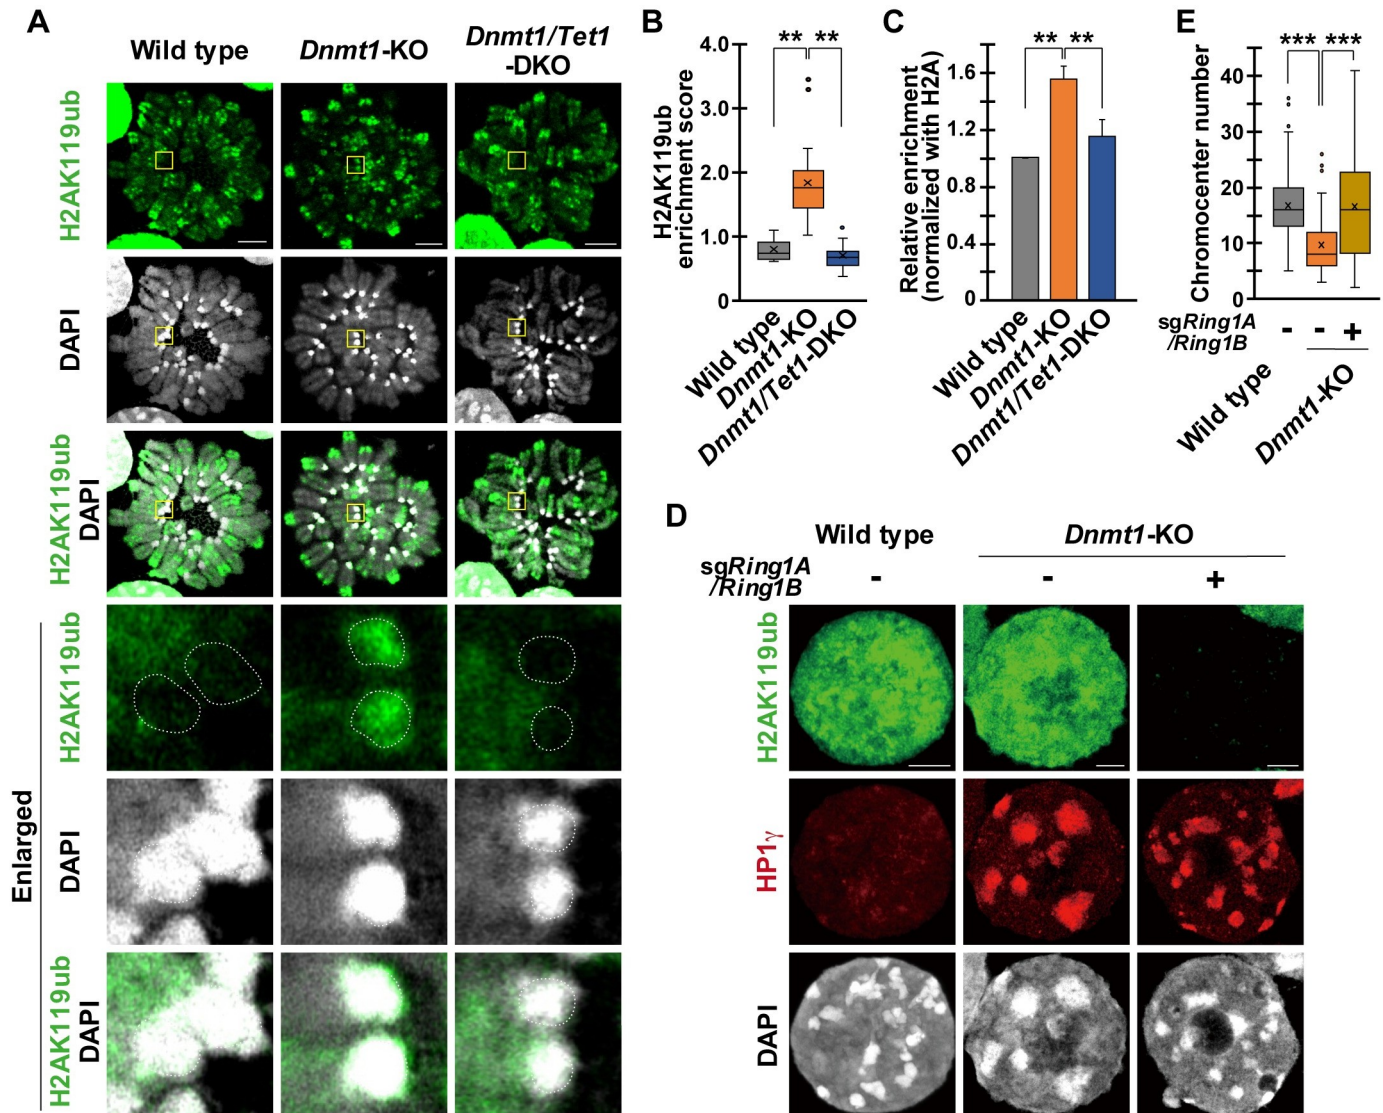 A
Wild type
Dnmt1-KO
Dnmt1/Tet1
-DKO
H2AK119ub
DAPI
H2AK119ub
DAPI
Enlarged
H2AK119ub
DAPI
H2AK119ub
DAPI
B
H2AK119ub
enrichment score
4.0
3.0
2.0
1.0
0
** **
Wild type
Dnmt1-KO
Dnmt1/Tet1-DKO
C
Relative enrichment
(normalized with H2A)
1.6
1.2
0.8
0.4
0
** **
Wild type
Dnmt1-KO
Dnmt1/Tet1-DKO
E
Chromocenter number
40
30
20
10
0
*** ***
sgRing1A
/Ring1B
- - +
Wild type
Dnmt1-KO
D
Wild type
Dnmt1-KO
sgRing1A
/Ring1B
- - +
H2AK119ub
HP1γ
DAPI